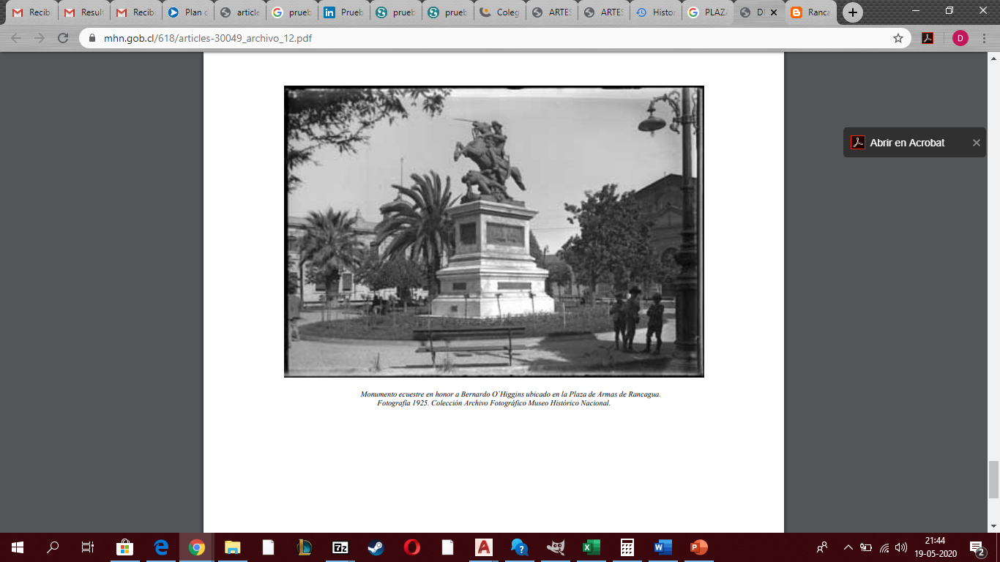 Recib
Result
Recib
Plan d
article
prueb
Prueb
prueb
prueb
Coleg
ARTES
ARTES
Histor
PLAZA
DI
Ranca
mhn.gob.cl/618/articles-30049_archivo_12.pdf
D
Abrir en Acrobat
Monumento ecuestre en honor a Bernardo O`Higgins ubicado en la Plaza de Armas de Rancagua.
Fotografía 1925. Colección Archivo Fotográfico Museo Histórico Nacional.
21:44
19-05-2020
2